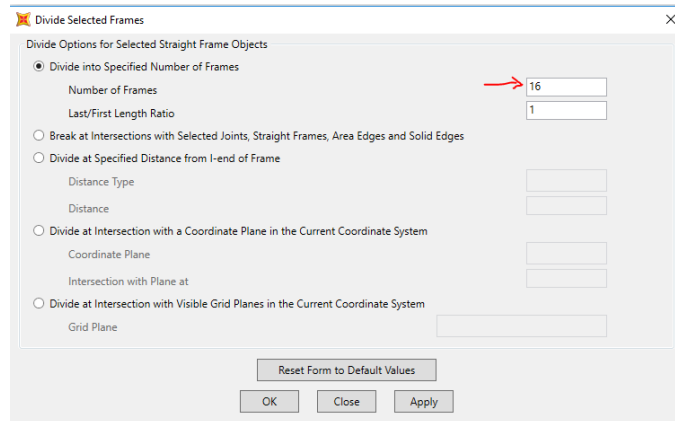 Divide Selected Frames
Divide Options for Selected Straight Frame Objects
Divide into Specified Number of Frames
Number of Frames 16
Last/First Length Ratio 1
Break at Intersections with Selected Joints, Straight Frames, Area Edges and Solid Edges
Divide at Specified Distance from I-end of Frame
Distance Type
Distance
Divide at Intersection with a Coordinate Plane in the Current Coordinate System
Coordinate Plane
Intersection with Plane at
Divide at Intersection with Visible Grid Planes in the Current Coordinate System
Grid Plane
Reset Form to Default Values
OK Close Apply